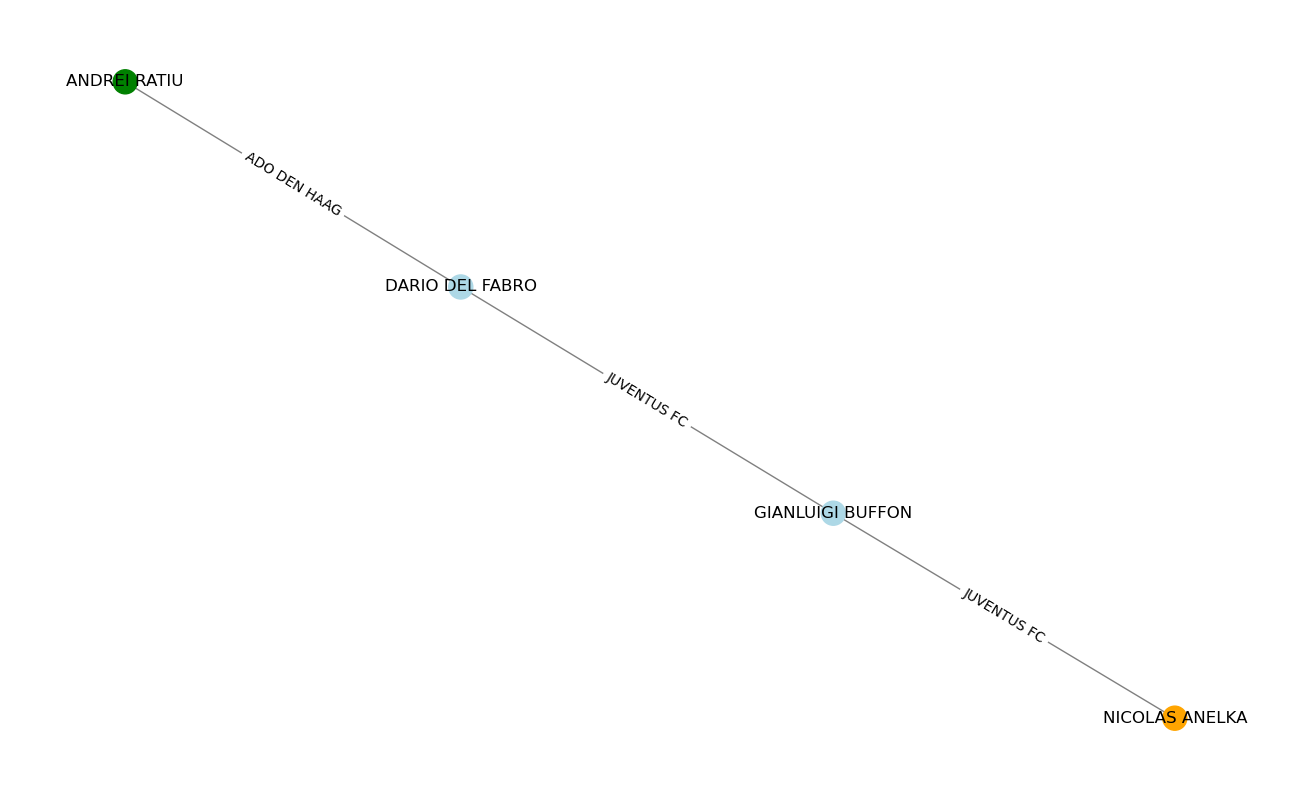 ANDREI RATIU
ADO DEN HAAG
DARIO DEL FABRO
JUVENTUS FC
GIANLUIGI BUFFON
JUVENTUS FC
NICOLAS ANELKA